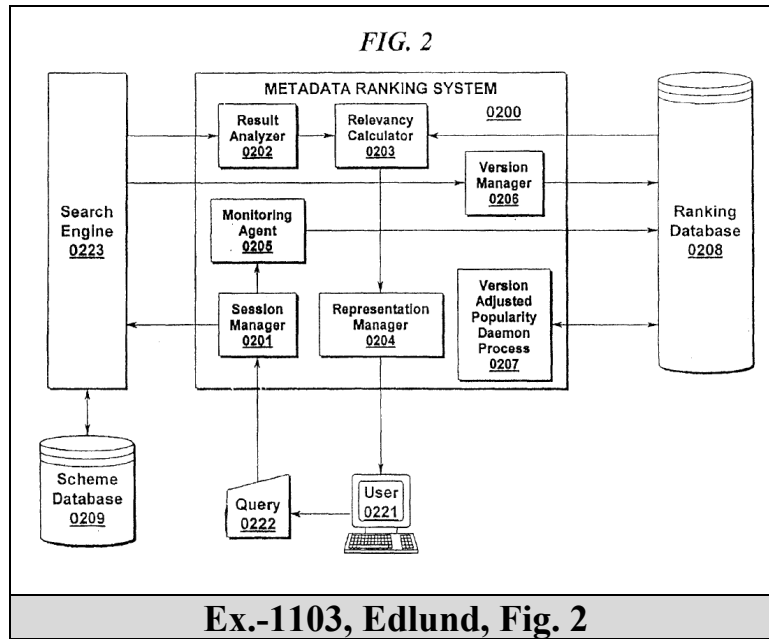 FIG. 2
METADATA RANKING SYSTEM
0200
Result
Analyzer
0202
Relevancy
Calculator
0203
Version
Manager
0206
Search
Engine
0223
Monitoring
Agent
0205
Ranking
Database
0208
Session
Manager
0201
Representation
Manager
0204
Version
Adjusted
Popularity
Daemon
Process
0207
Scheme
Database
0209
Query
0222
User
0221
Ex.-1103, Edlund, Fig. 2